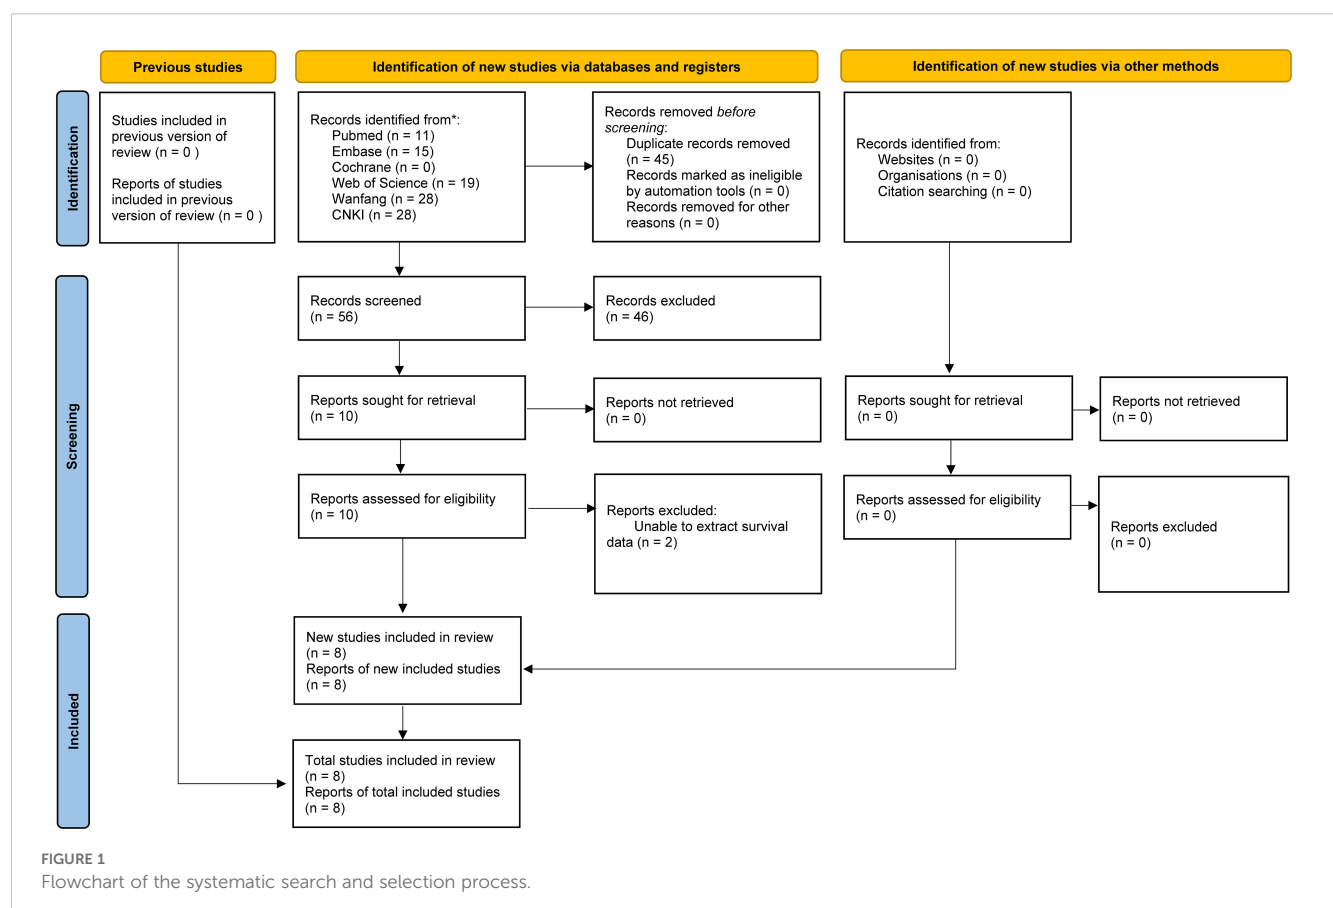 Previous studies
Identification of new studies via databases and registers
Identification of new studies via other methods
Identification
Studies included in
previous version of
review (n = 0 )
Reports of studies
included in previous
version of review (n = 0 )
Records identified from*:
Pubmed (n = 11)
Embase (n = 15)
Cochrane (n = 0)
Web of Science (n = 19)
Wanfang (n = 28)
CNKI (n = 28)
Records removed before
screening:
Duplicate records removed
(n = 45)
Records marked as ineligible
by automation tools (n = 0)
Records removed for other
reasons (n = 0)
Records identified from:
Websites (n = 0)
Organisations (n = 0)
Citation searching (n = 0)
Screening
Records screened
(n = 56)
Records excluded
(n = 46)
Reports sought for retrieval
(n = 10)
Reports not retrieved
(n = 0)
Reports sought for retrieval
(n = 0)
Reports not retrieved
(n = 0)
Reports assessed for eligibility
(n = 10)
Reports excluded:
Unable to extract survival
data (n = 2)
Reports assessed for eligibility
(n = 0)
Reports excluded
(n = 0)
Included
New studies included in review
(n = 8)
Reports of new included studies
(n = 8)
Total studies included in review
(n = 8)
Reports of total included studies
(n = 8)
FIGURE 1
Flowchart of the systematic search and selection process.